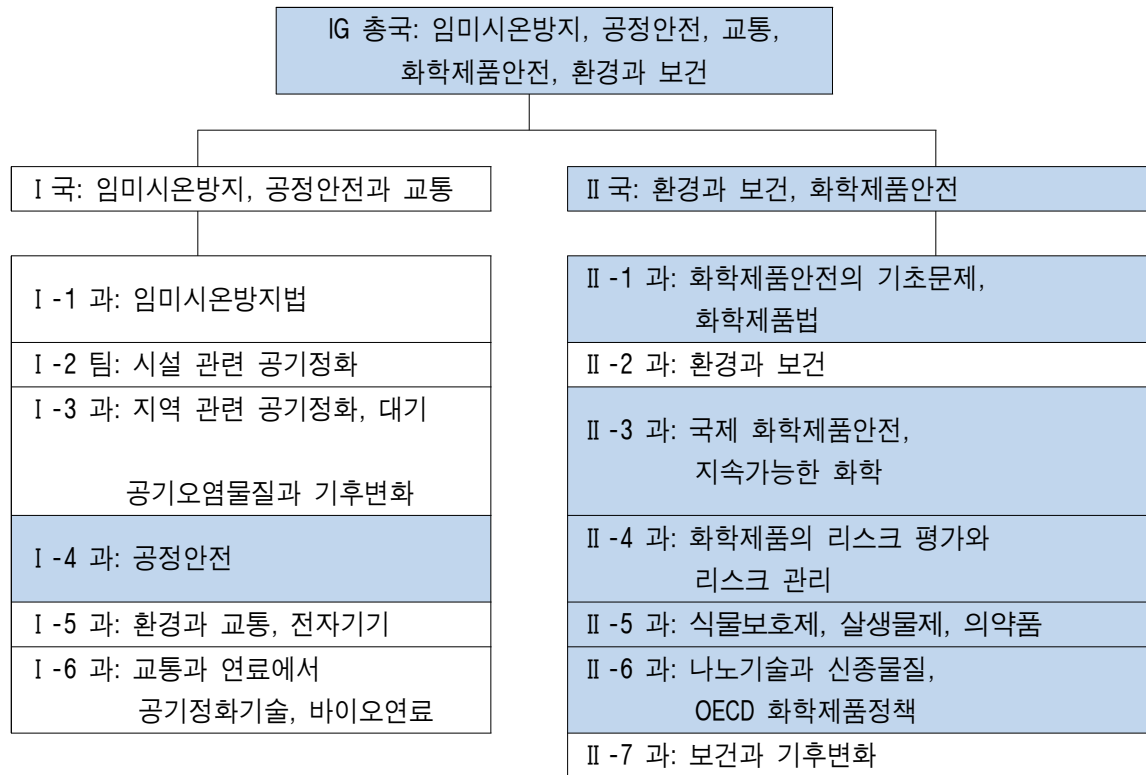 IG 총국: 임미시온방지, 공정안전, 교통,
화학제품안전, 환경과 보건
Ⅰ국: 임미시온방지, 공정안전과 교통
Ⅰ-1 과: 임미시온방지법
Ⅰ-2 팀: 시설 관련 공기정화
Ⅰ-3 과: 지역 관련 공기정화, 대기
공기오염물질과 기후변화
Ⅰ-4 과: 공정안전
Ⅰ-5 과: 환경과 교통, 전자기기
Ⅰ-6 과: 교통과 연료에서
공기정화기술, 바이오연료
Ⅱ국: 환경과 보건, 화학제품안전
Ⅱ-1 과: 화학제품안전의 기초문제,
화학제품법
Ⅱ-2 과: 환경과 보건
Ⅱ-3 과: 국제 화학제품안전,
지속가능한 화학
Ⅱ-4 과: 화학제품의 리스크 평가와
리스크 관리
Ⅱ-5 과: 식물보호제, 살생물제, 의약품
Ⅱ-6 과: 나노기술과 신종물질,
OECD 화학제품정책
Ⅱ-7 과: 보건과 기후변화